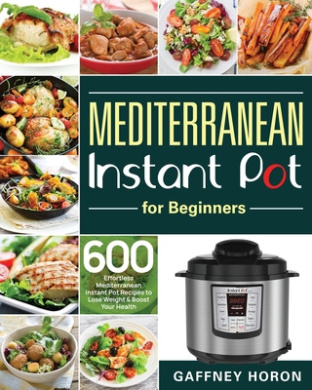 MEDITERRANEAN
Instant Pot
for Beginners
600
Effortless
Mediterranean
Instant Pot Recipes to
Lose Weight & Boost
Your Health
GAFFNEY HORON